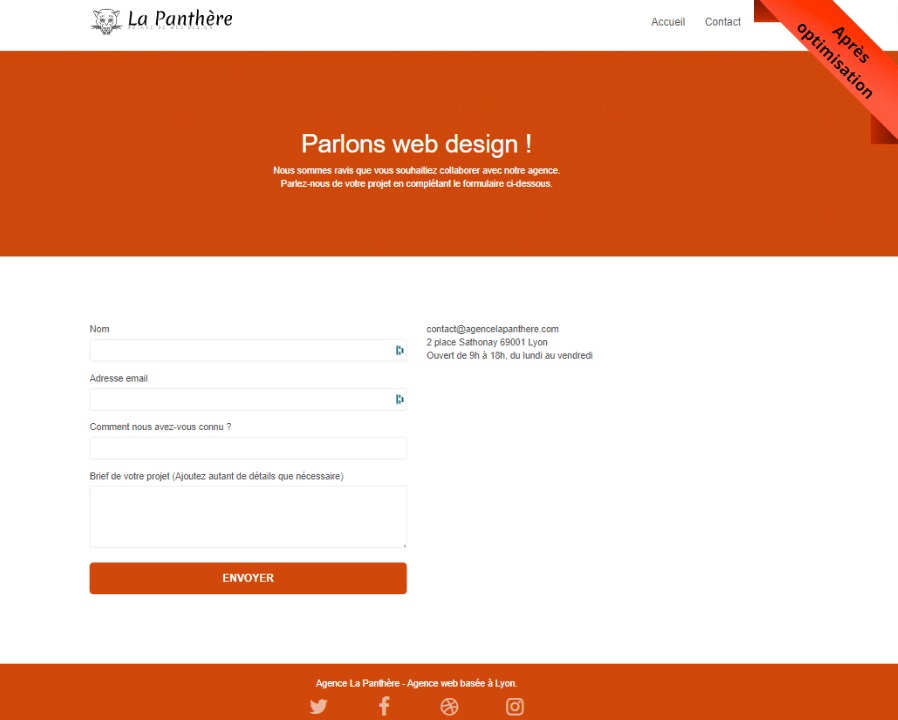 La Panthère
Accueil
Contact
Après
optimisation
Parlons web design !
Nous sommes ravis que vous souhaitiez collaborer avec notre agence.
Parlez-nous de votre projet en complétant le formulaire ci-dessous.
Nom
Adresse email
Comment nous avez-vous connu ?
Brief de votre projet (Ajoutez autant de détails que nécessaire)
ENVOYER
contact@agencelapanthere.com
2 place Sathonay 69001 Lyon
Ouvert de 9h à 18h, du lundi au vendredi
Agence La Panthère - Agence web basée à Lyon.